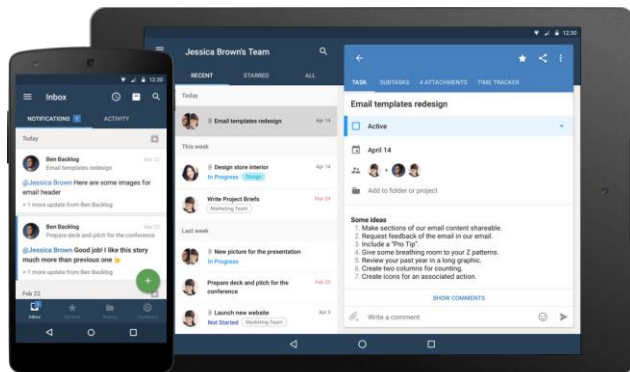 12:30
Inbox
NOTIFICATIONS
ACTIVITY
Today
Ben Backlog
Mar 22
Email templates redesign
@Jessica Brown Here are some images for
email header
+ 1 more update from Ben Backlog
Ben Backlog
Mar 22
Prepare deck and pitch for the conference
@Jessica Brown Good job! I like this story
much more than previous one
+ 1 more update from Ben Backlog
Feb 22
Inbox
12:30
Jessica Brown's Team
RECENT
STARRED
ALL
Today
Email templates redesign
Apr 14
This week
Design store interior
Apr 14
In Progress
Design
Write Project Briefs
Mar 24
Marketing Team
Last week
New picture for the presentation
In Progress
Prepare deck and pitch for the
Feb 22
conference
Launch new website
Apr 3
Not Started
Marketing Team
TASK
SUBTASKS
4 ATTACHMENTS
TIME TRACKER
Email templates redesign
Active
April 14
Add to folder or project
Some ideas
1. Make sections of our email content shareable.
2. Request feedback of the email in our email.
3. Include a "Pro Tip".
4. Give some breathing room to your Z patterns.
5. Review your past year in a long graphic.
6. Create two columns for counting.
7. Create icons for an associated action.
SHOW COMMENTS
Write a comment